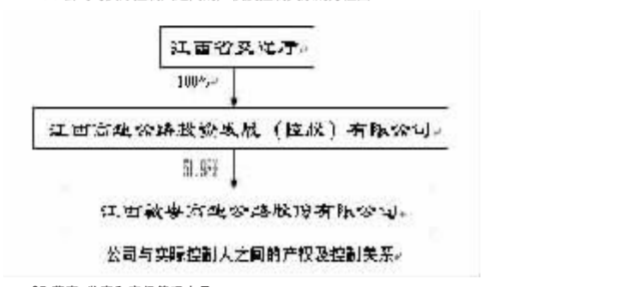 江西省交通厅
100%
江西高速公路投资发展（控股）有限公司
江西赣粤高速公路股份有限公司
公司与实际控制人之间的产权及控制关系